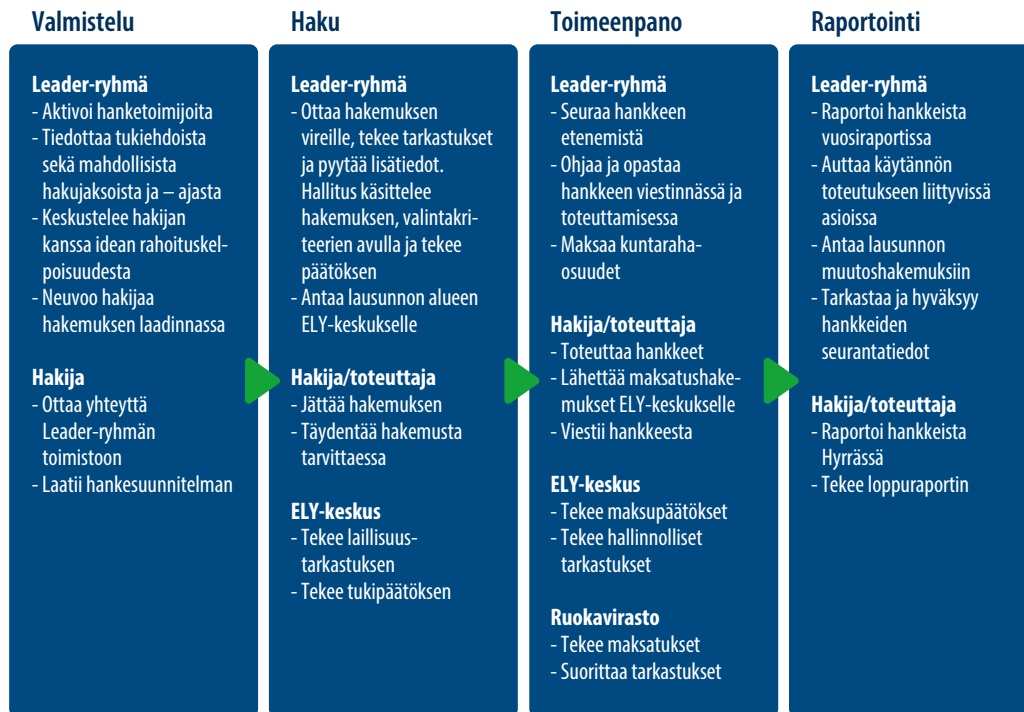 Valmistelu
Leader-ryhmä
- Aktivoi hanketoimijoita
- Tiedottaa tukiehdoista
sekä mahdollisista
hakujaksoista ja – ajasta
- Keskustelee hakijan
kanssa idean rahoituskel-
poisuudesta
- Neuvoo hakijaa
hakemuksen laadinnassa
Hakija
- Ottaa yhteyttä
Leader-ryhmän
toimistoon
- Laatii hankesuunnitelman
Haku
Leader-ryhmä
- Ottaa hakemuksen
vireille, tekee tarkastukset
ja pyytää lisätiedot.
Hallitus käsittelee
hakemuksen, valintakri-
teerien avulla ja tekee
päätöksen
- Antaa lausunnon alueen
ELY-keskukselle
Hakija/toteuttaja
- Jättää hakemuksen
- Täydentää hakemusta
tarvittaessa
ELY-keskus
- Tekee laillisuus-
tarkastuksen
- Tekee tukipäätöksen
Toimeenpano
Leader-ryhmä
- Seuraa hankkeen
etenemistä
- Ohjaa ja opastaa
hankkeen viestinnässä ja
toteuttamisessa
- Maksaa kuntaraha-
osuudet
Hakija/toteuttaja
- Toteuttaa hankkeet
- Lähettää maksatushake-
mukset ELY-keskukselle
- Viestii hankkeesta
ELY-keskus
- Tekee maksupäätökset
- Tekee hallinnolliset
tarkastukset
Ruokavirasto
- Tekee maksatukset
- Suorittaa tarkastukset
Raportointi
Leader-ryhmä
- Raportoi hankkeista
vuosiraportissa
- Auttaa käytännön
toteutukseen liittyvissä
asioissa
- Antaa lausunnon
muutoshakemuksiin
- Tarkastaa ja hyväksyy
hankkeiden
seurantatiedot
Hakija/toteuttaja
- Raportoi hankkeista
Hyrrässä
- Tekee loppuraportin